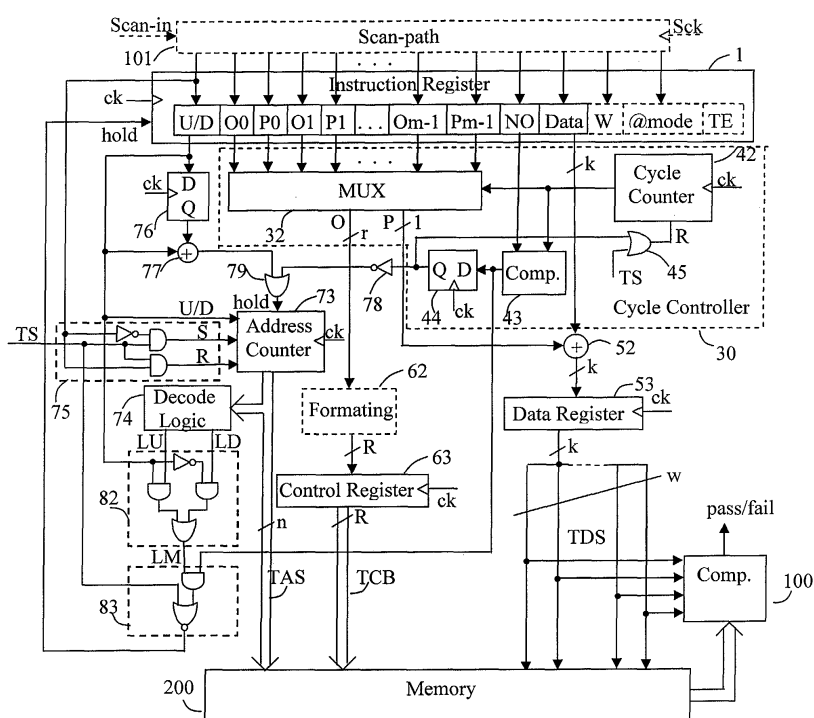 Scan-in
Sck
Scan-path
101
. . .
1
Instruction Register
ck
hold
U/D O0 P0 O1 P1 ... Om-1 Pm-1 NO Data W @mode TE
. . .
k
42
Cycle Counter
ck
ck
D
Q
76
MUX
32
O
r
P
1
R
TS
45
77
79
78
Q D
44
ck
Comp.
43
Cycle Controller
30
hold
73
U/D
Address Counter
ck
TS
S
R
75
52
k
62
Formating
53
Data Register
ck
74
Decode Logic
LU
LD
R
63
Control Register
ck
k
82
n
R
w
TDS
pass/fail
LM
TAS
TCB
Comp.
100
83
200
Memory